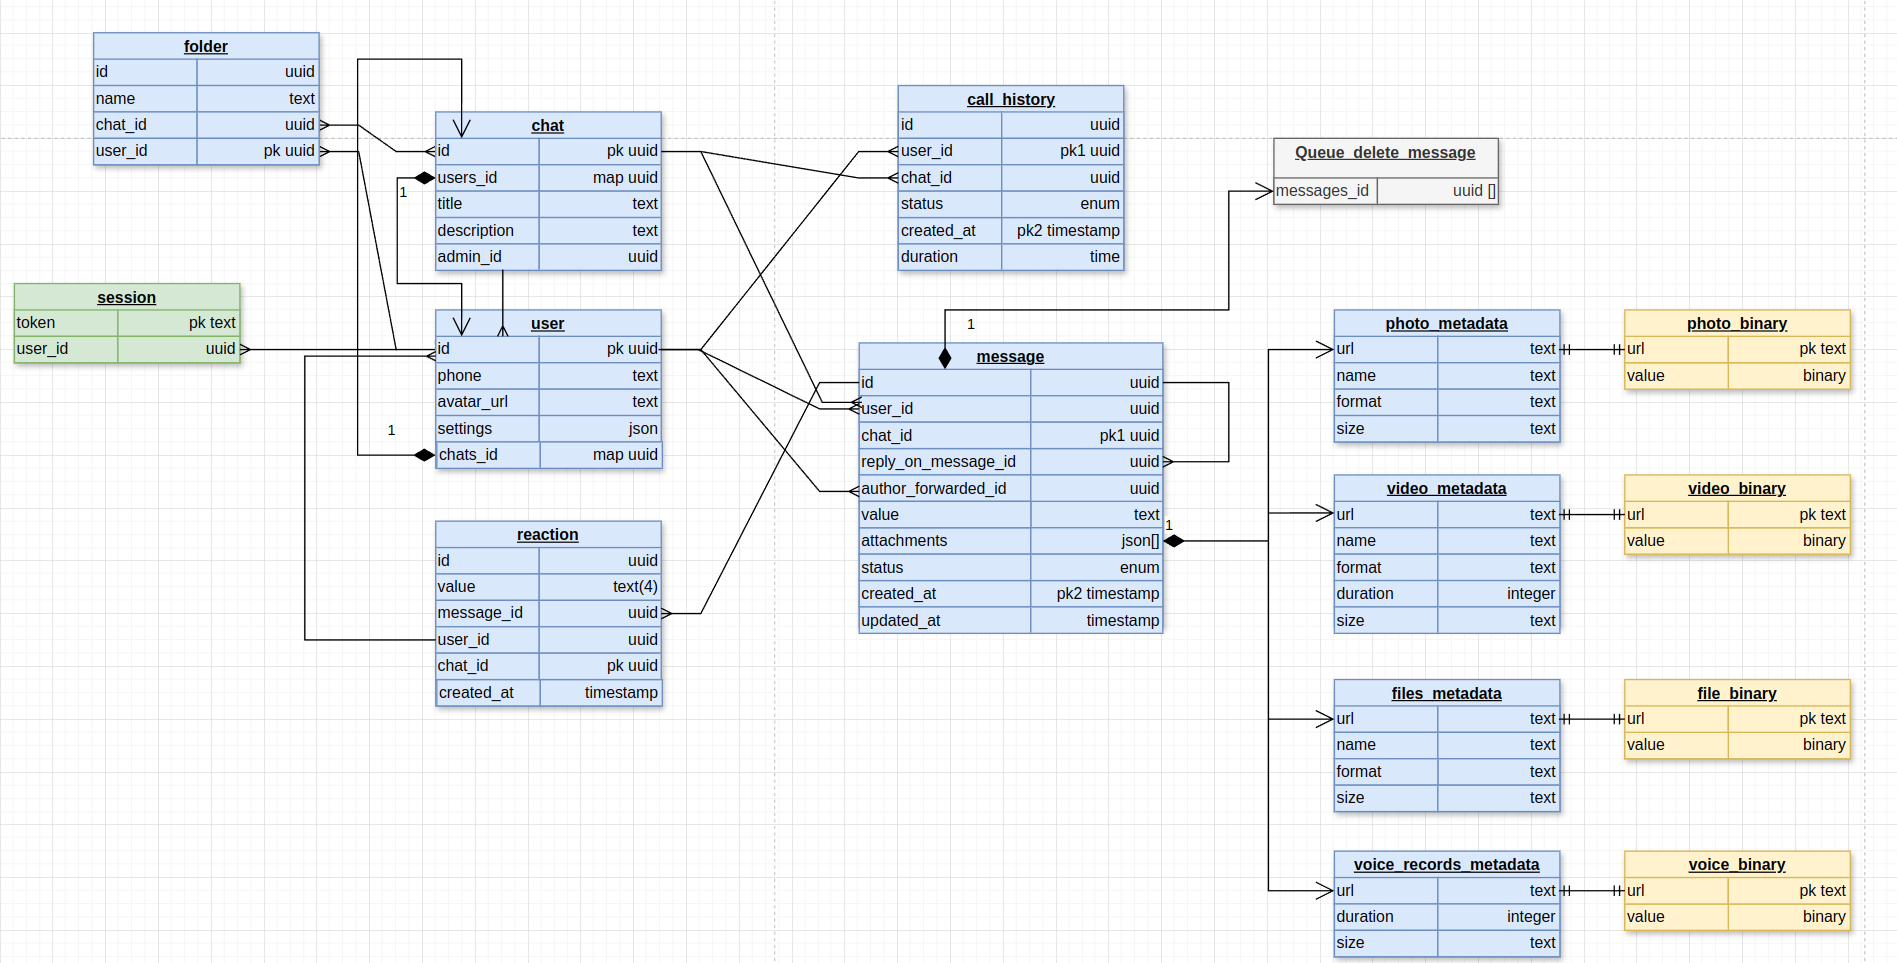 folder
id uuid
name text
chat_id uuid
user_id pk uuid
chat
id pk uuid
users_id map uuid
title text
description text
admin_id uuid
1
call_history
id uuid
user_id pk1 uuid
chat_id uuid
status enum
created_at pk2 timestamp
duration time
Queue_delete_message
messages_id uuid []
session
token pk text
user_id uuid
user
id pk uuid
phone text
avatar_url text
settings json
chats_id map uuid
1
1
message
id uuid
user_id uuid
chat_id pk1 uuid
reply_on_message_id uuid
author_forwarded_id uuid
value text
attachments json[]
status enum
created_at pk2 timestamp
updated_at timestamp
1
reaction
id uuid
value text(4)
message_id uuid
user_id uuid
chat_id pk uuid
created_at timestamp
photo_metadata
url text
name text
format text
size text
photo_binary
url pk text
value binary
video_metadata
url text
name text
format text
duration integer
size text
video_binary
url pk text
value binary
files_metadata
url text
name text
format text
size text
file_binary
url pk text
value binary
voice_records_metadata
url text
duration integer
size text
voice_binary
url pk text
value binary